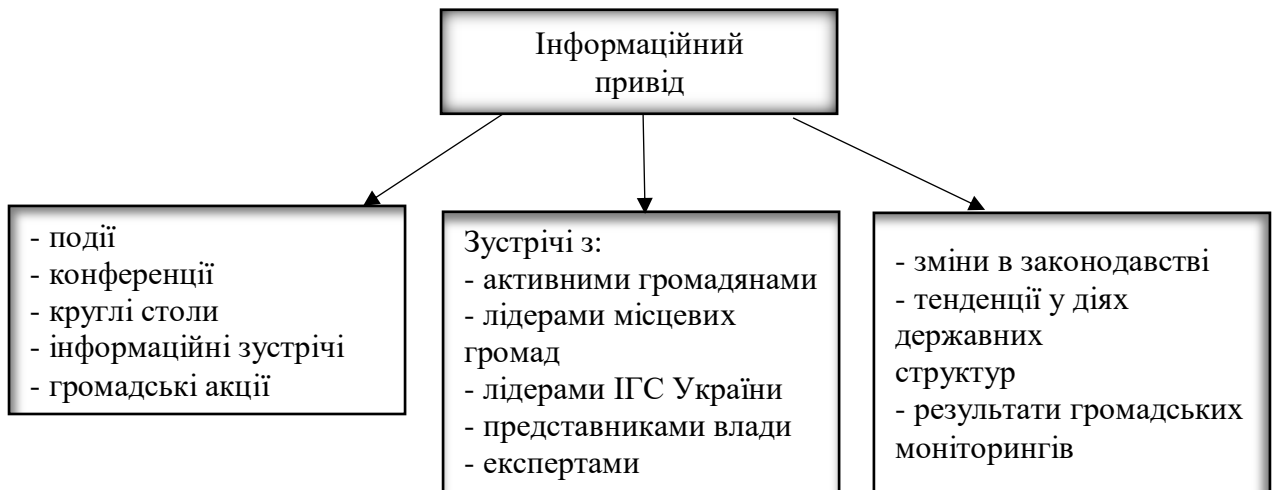 Інформаційний
привід
- події
- конференції
- круглі столи
- інформаційні зустрічі
- громадські акції
Зустрічі з:
- активними громадянами
- лідерами місцевих
громад
- лідерами ІГС України
- представниками влади
- експертами
- зміни в законодавстві
- тенденції у діях
державних
структур
- результати громадських
моніторингів